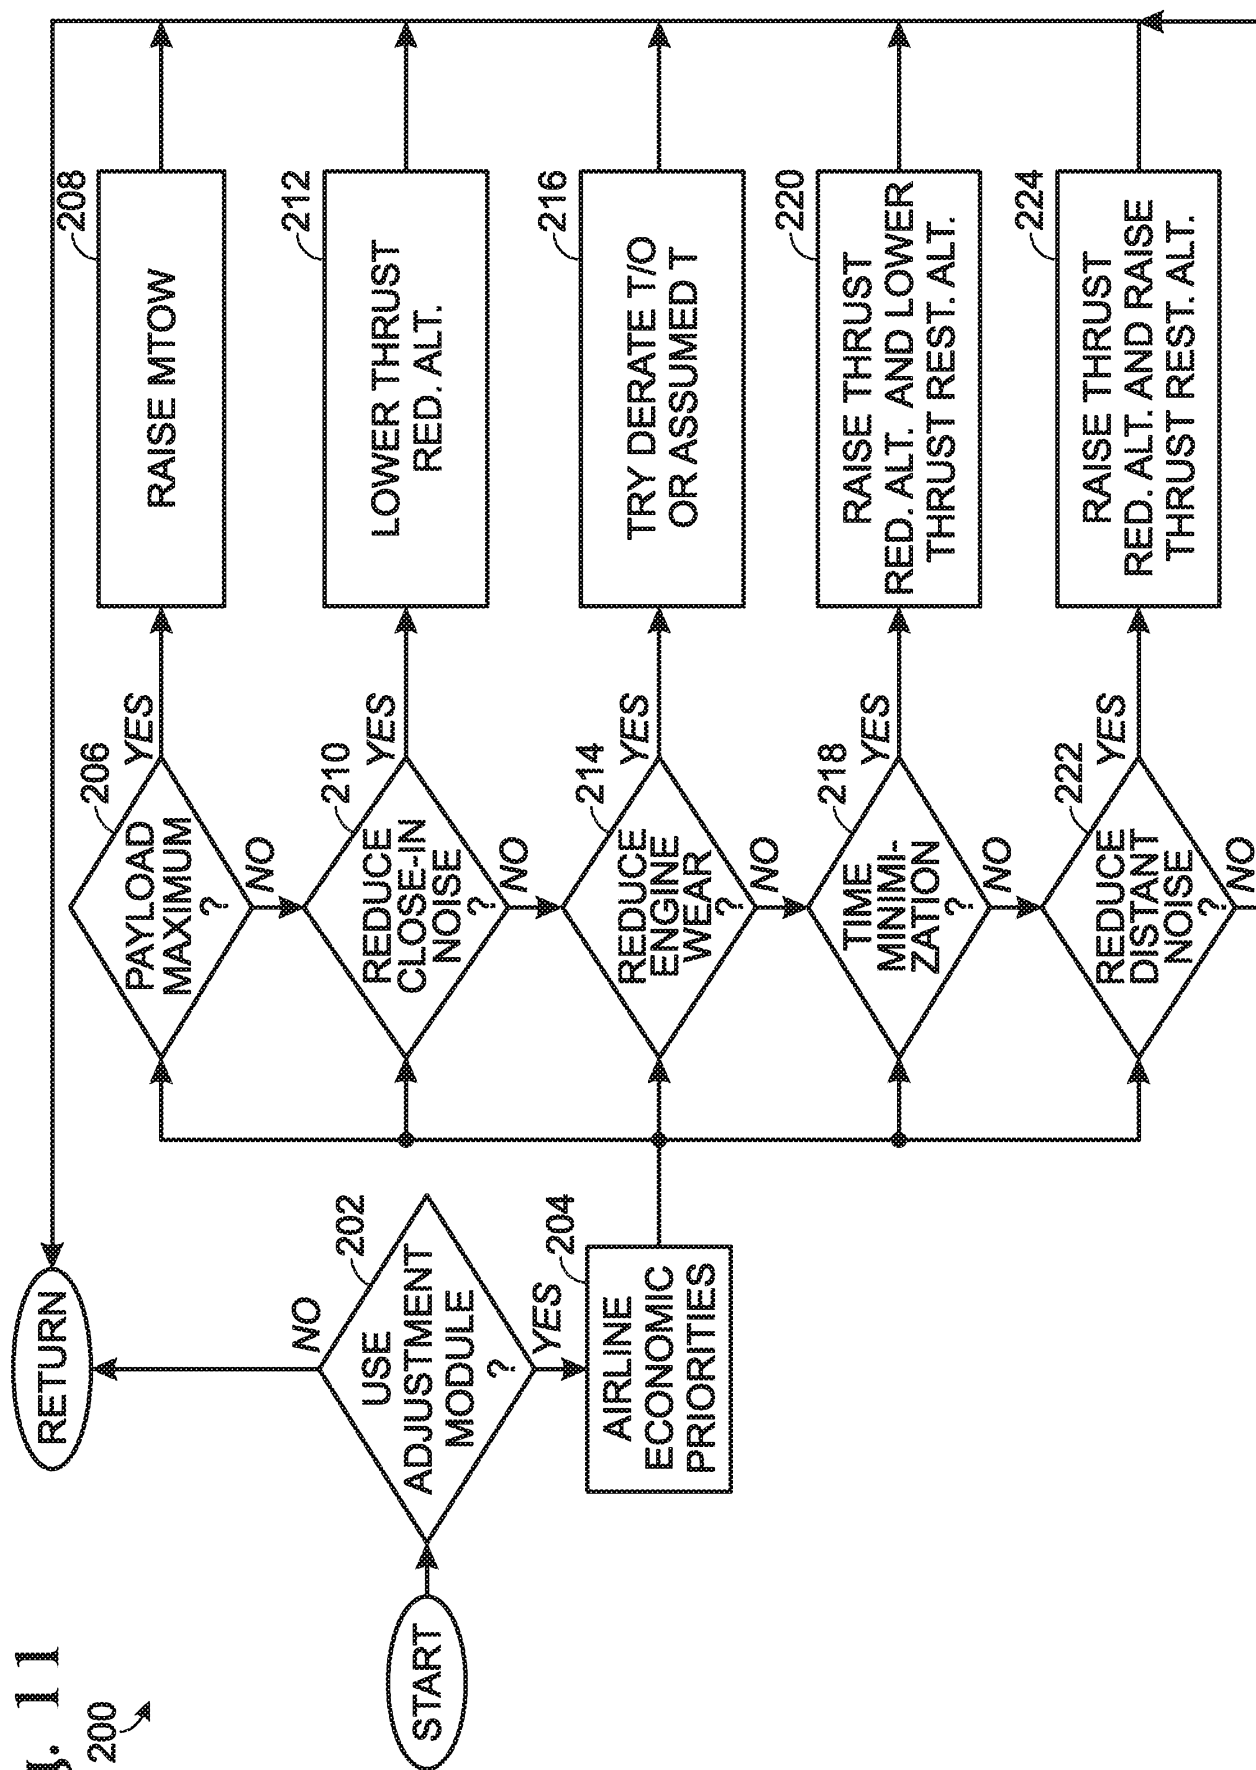 g. 11
200
START
USE
ADJUSTMENT
MODULE
?
202
NO
YES
RETURN
AIRLINE
ECONOMIC
PRIORITIES
204
PAYLOAD
MAXIMUM
?
206
YES
NO
RAISE MTOW
208
REDUCE
CLOSE-IN
NOISE
?
210
YES
NO
LOWER THRUST
RED. ALT.
212
REDUCE
ENGINE
WEAR
?
214
YES
NO
TRY DERATE T/O
OR ASSUMED T
216
TIME
MINIMI-
ZATION
?
218
YES
NO
RAISE THRUST
RED. ALT. AND LOWER
THRUST REST. ALT.
220
REDUCE
DISTANT
NOISE
?
222
YES
NO
RAISE THRUST
RED. ALT. AND RAISE
THRUST REST. ALT.
224